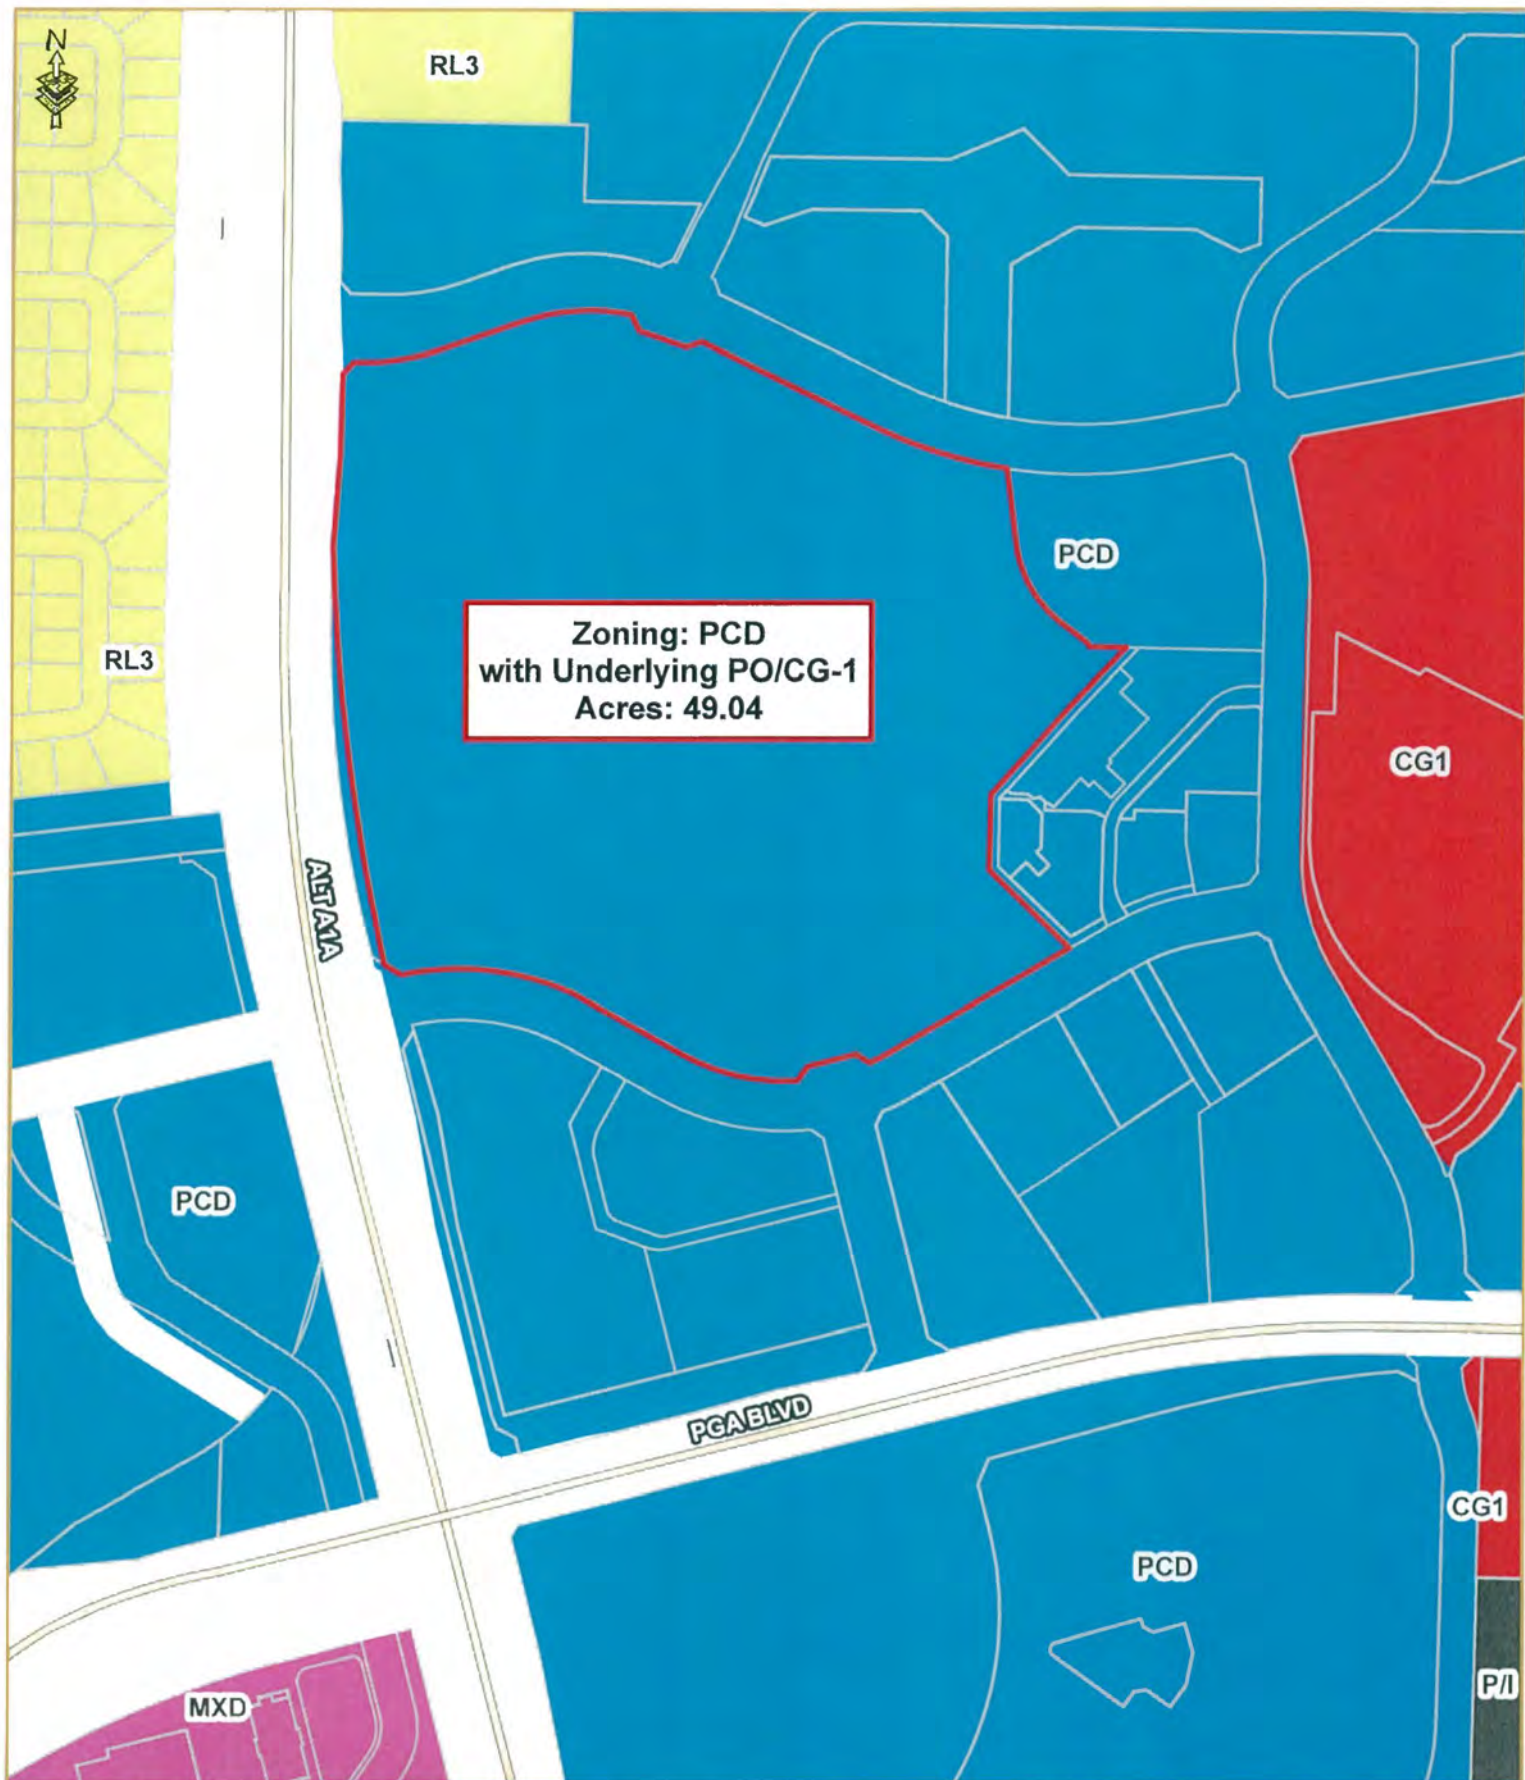 N
RL3
PCD
Zoning: PCD
with Underlying PO/CG-1
Acres: 49.04
RL3
CG1
ALT A1A
PCD
PGA BLVD
CG1
PCD
P/I
MXD